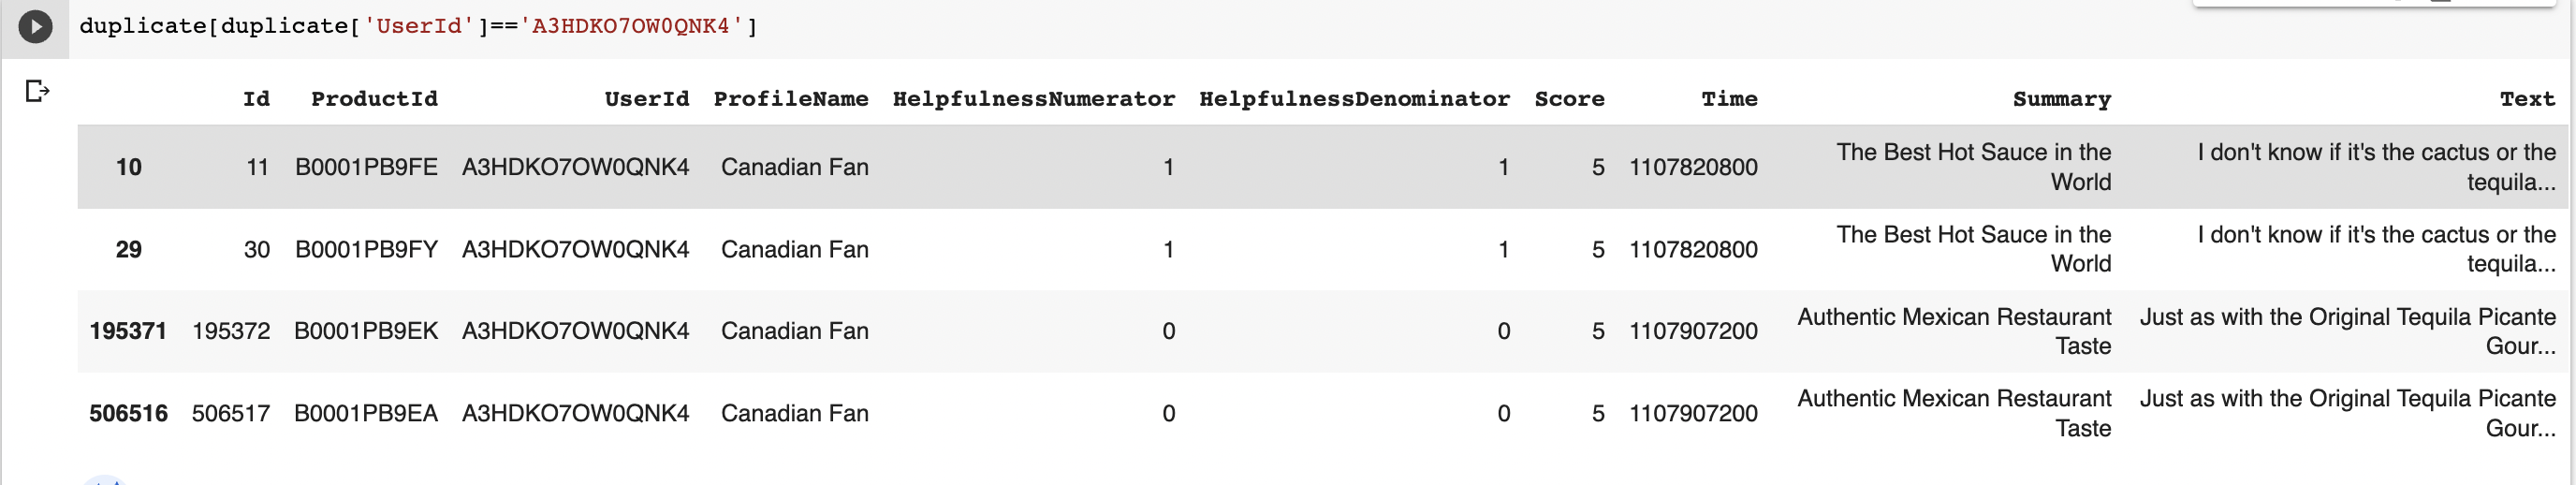 duplicate[duplicate['UserId']=='A3HDKO7OW0QNK4']
Id ProductId UserId ProfileName HelpfulnessNumerator HelpfulnessDenominator Score Time Summary Text
10 11 B0001PB9FE A3HDKO7OW0QNK4 Canadian Fan 1 1 5 1107820800 The Best Hot Sauce in the World I don't know if it's the cactus or the tequila...
29 30 B0001PB9FY A3HDKO7OW0QNK4 Canadian Fan 1 1 5 1107820800 The Best Hot Sauce in the World I don't know if it's the cactus or the tequila...
195371 195372 B0001PB9EK A3HDKO7OW0QNK4 Canadian Fan 0 0 5 1107907200 Authentic Mexican Restaurant Taste Just as with the Original Tequila Picante Gour...
506516 506517 B0001PB9EA A3HDKO7OW0QNK4 Canadian Fan 0 0 5 1107907200 Authentic Mexican Restaurant Taste Just as with the Original Tequila Picante Gour...